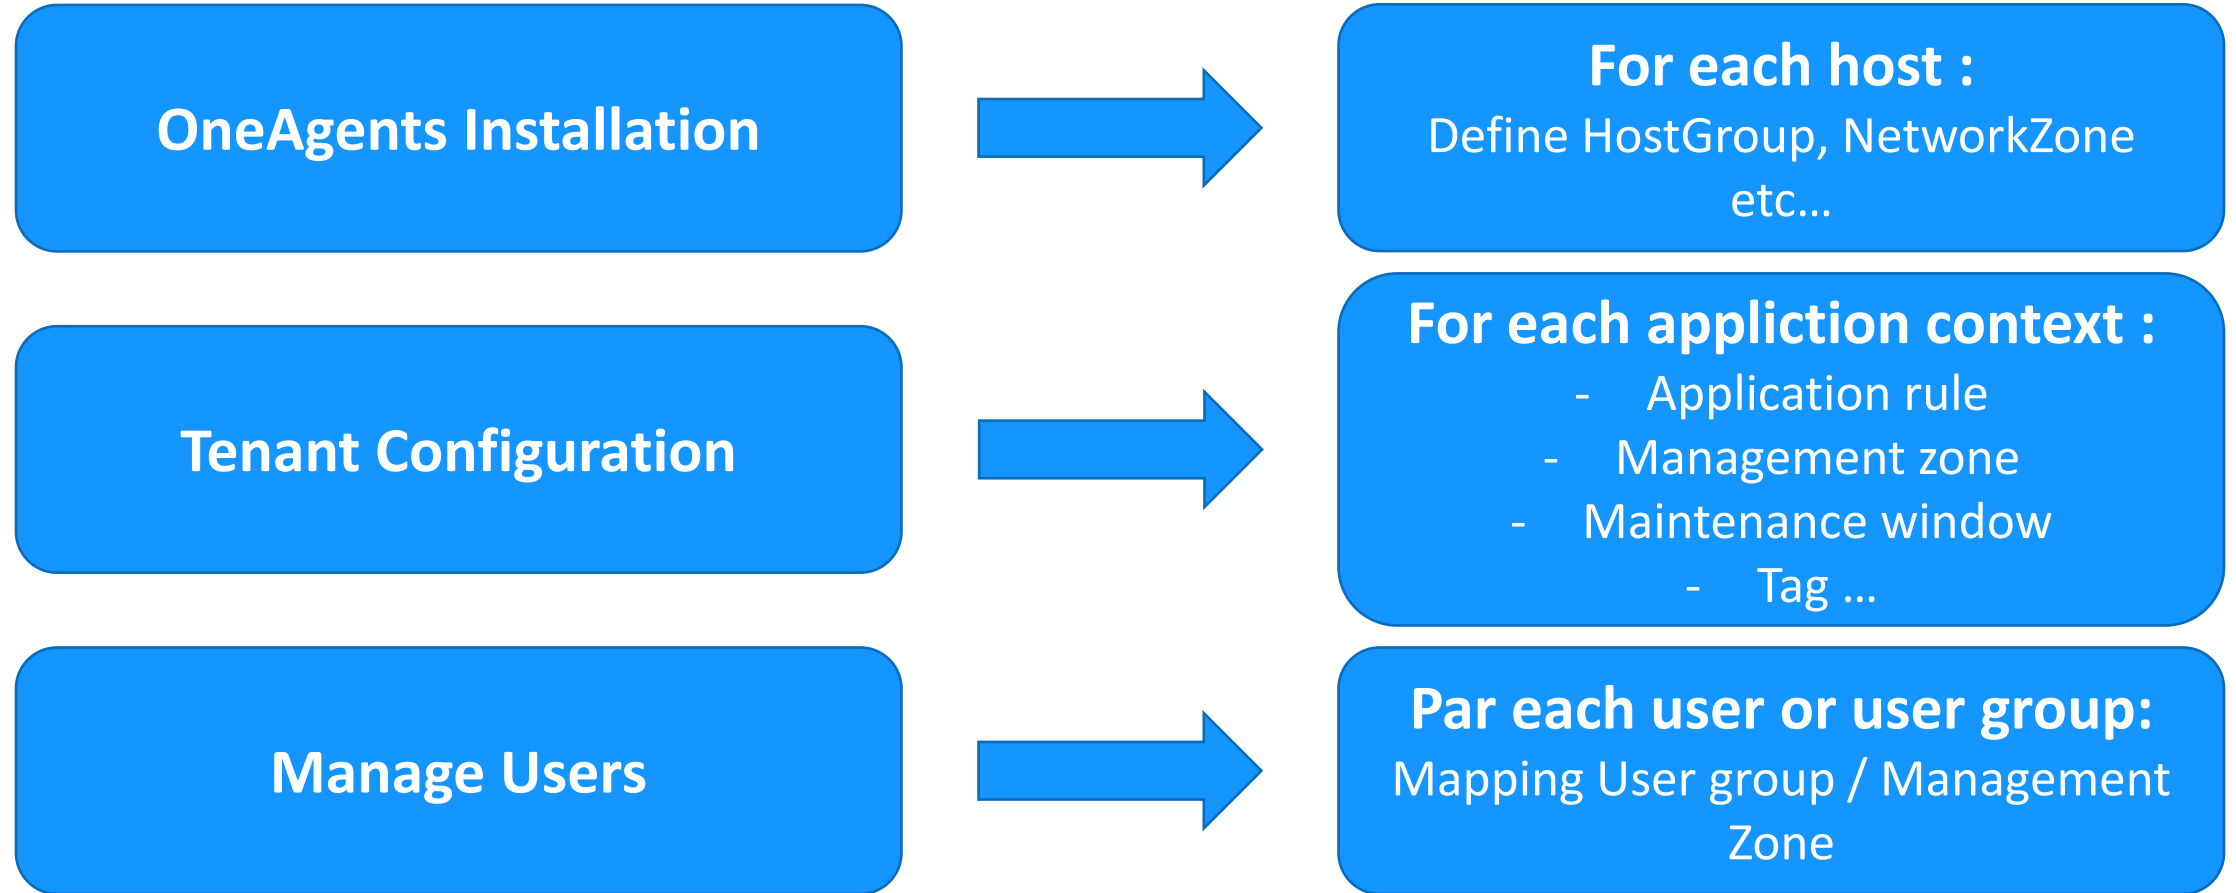 OneAgents Installation
For each host :
Define HostGroup, NetworkZone
etc...
Tenant Configuration
For each appliction context :
- Application rule
- Management zone
- Maintenance window
- Tag ...
Manage Users
Par each user or user group:
Mapping User group / Management
Zone